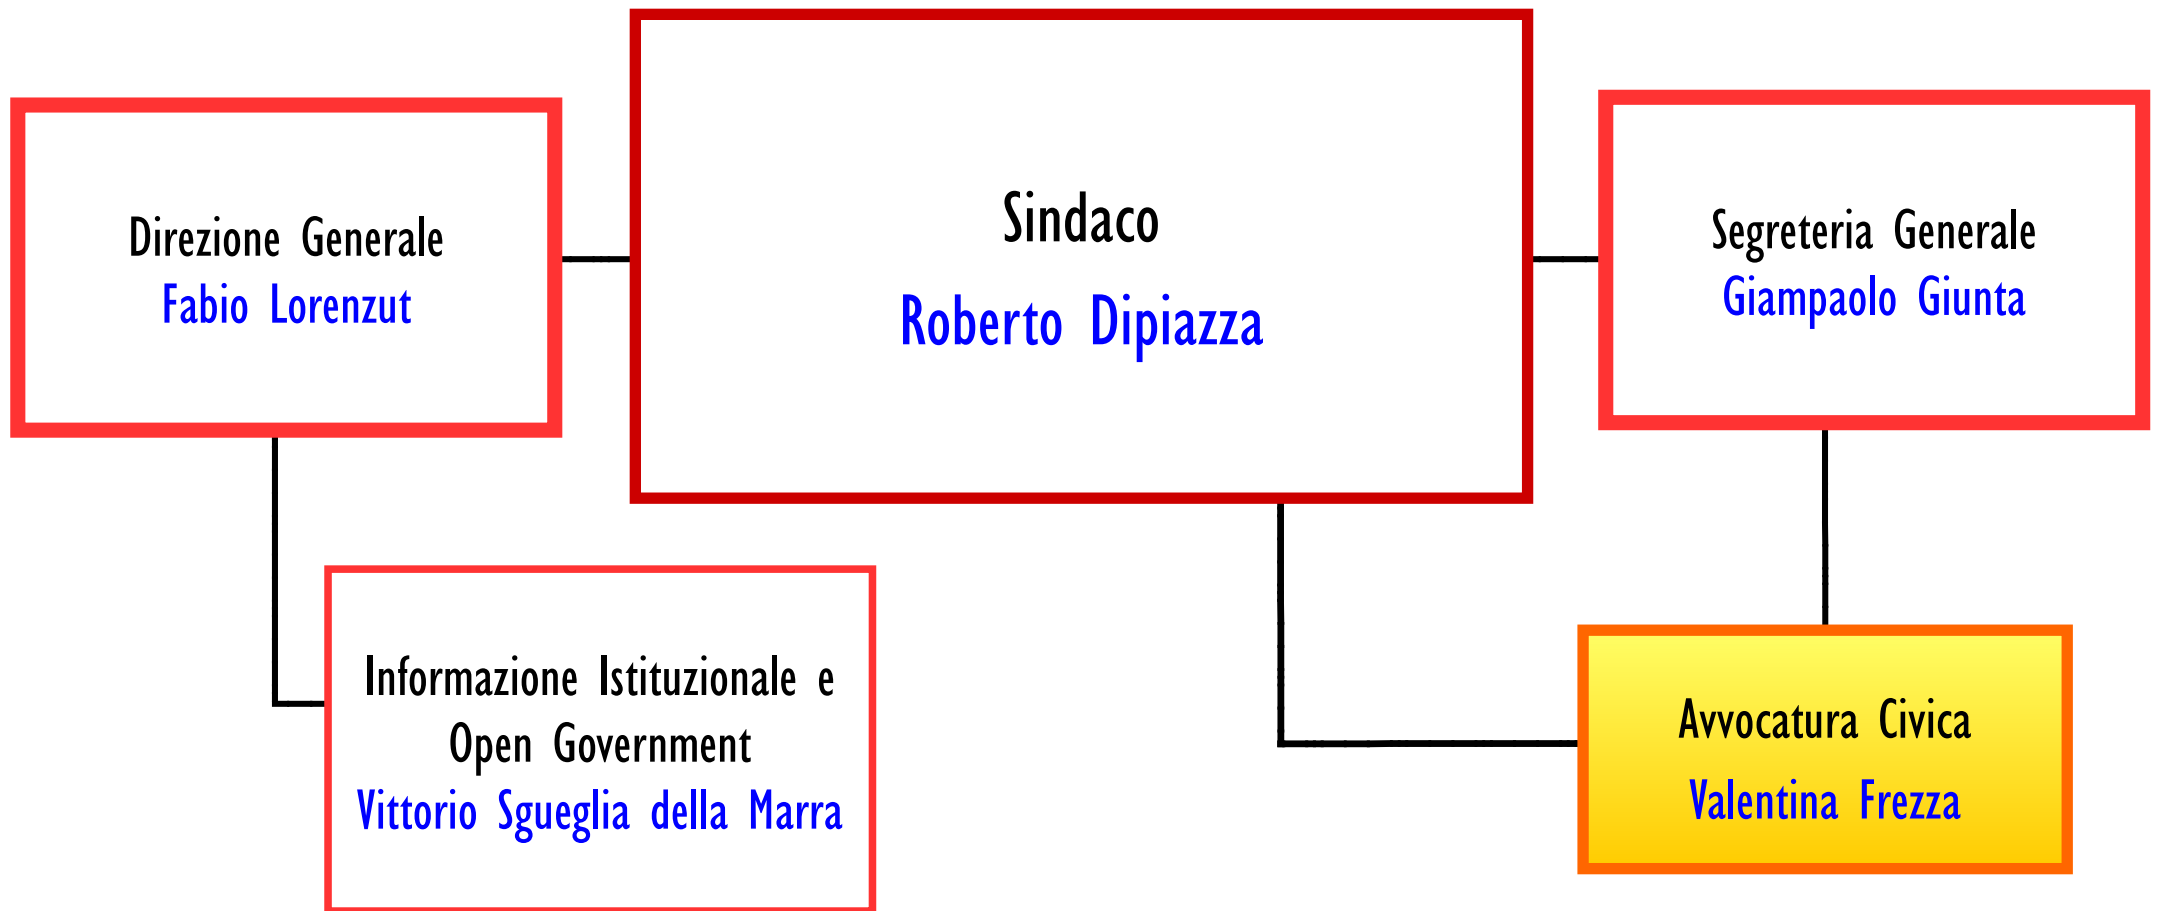 Direzione Generale
Fabio Lorenzut
Sindaco
Roberto Dipiazza
Segreteria Generale
Giampaolo Giunta
Informazione Istituzionale e
Open Government
Vittorio Sgueglia della Marra
Avvocatura Civica
Valentina Frezza